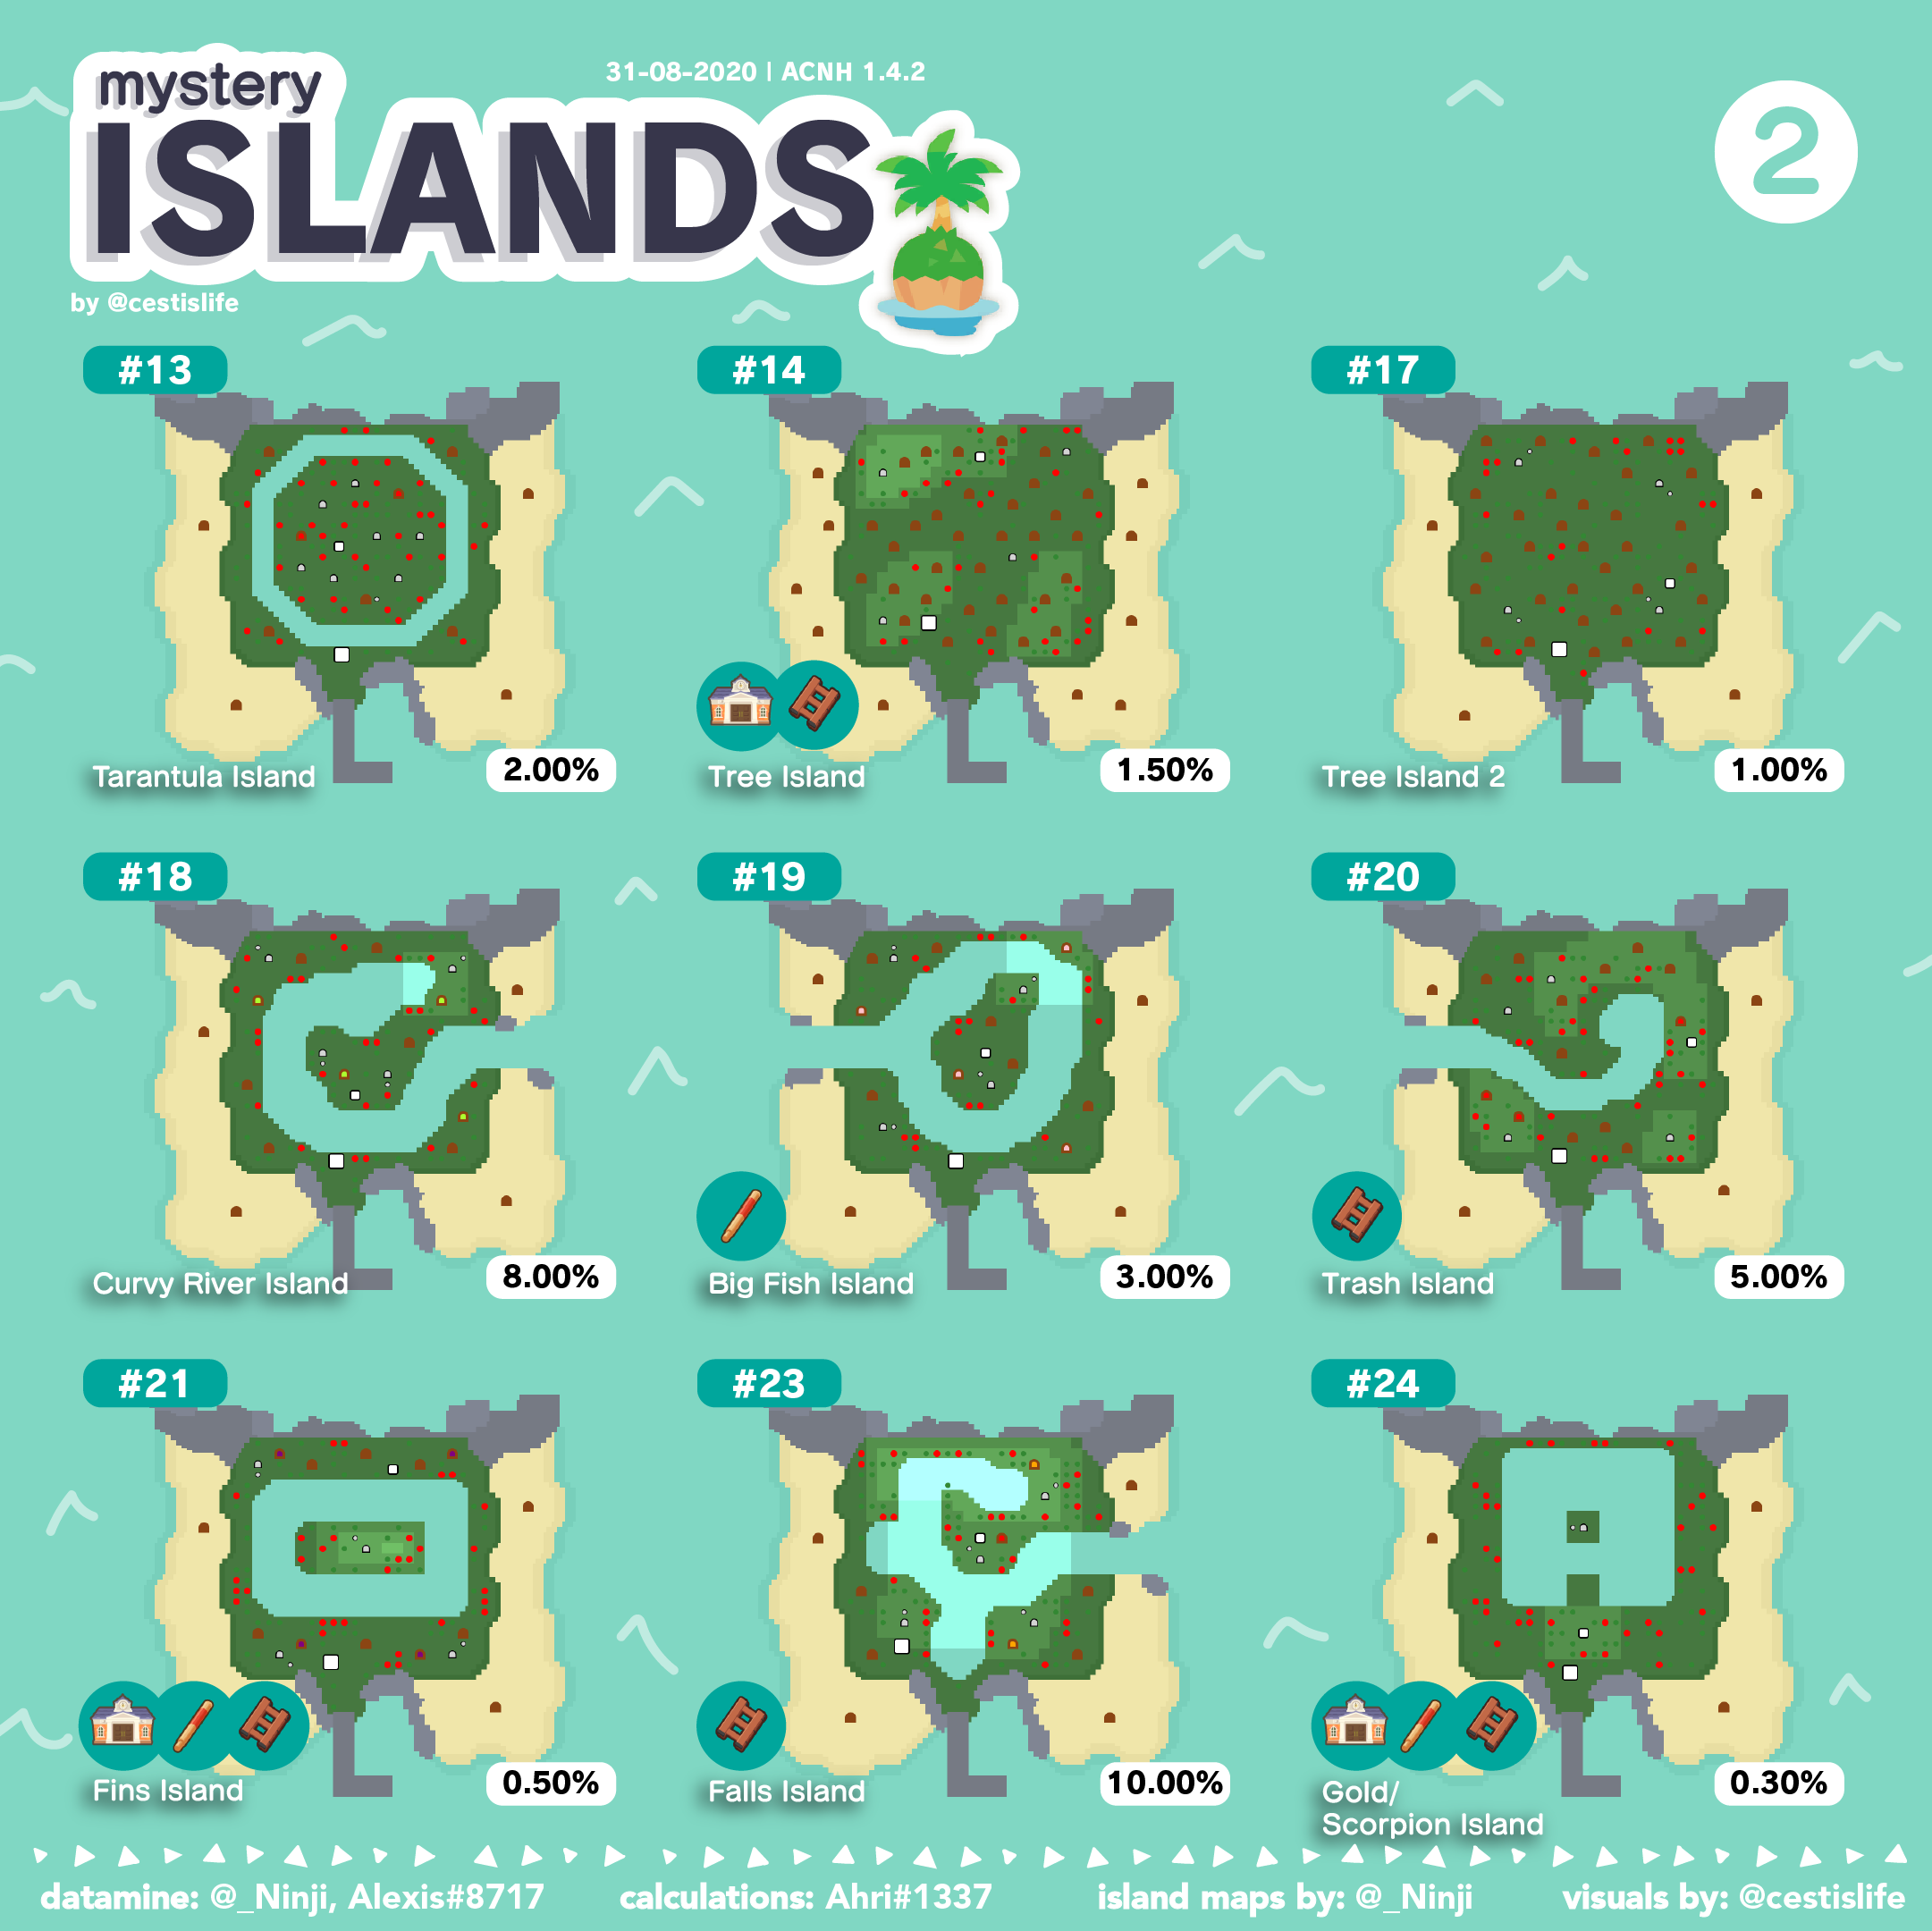 mystery
31-08-2020 | ACNH 1.4.2
ISLANDS
2
by @cestislife
#13
#14
#17
Tarantula Island
2.00%
Tree Island
1.50%
Tree Island 2
1.00%
#18
#19
#20
Curvy River Island
8.00%
Big Fish Island
3.00%
Trash Island
5.00%
#21
#23
#24
Fins Island
0.50%
Falls Island
10.00%
Gold/
Scorpion Island
0.30%
datamine: @_Ninji, Alexis#8717
calculations: Ahri#1337
island maps by: @_Ninji
visuals by: @cestislife